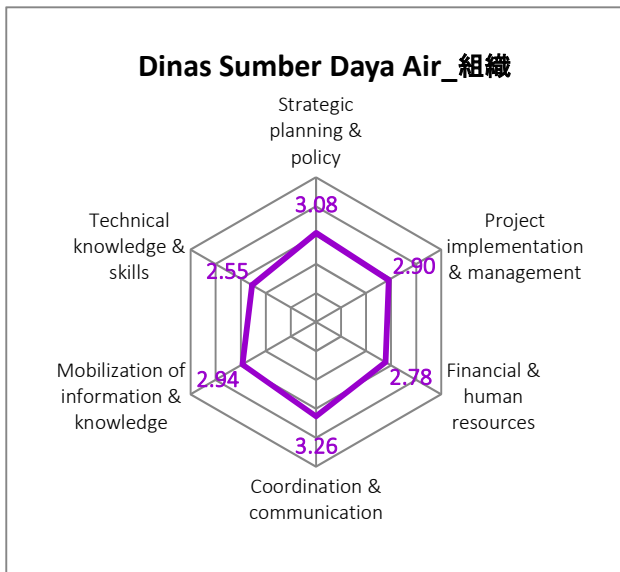 Dinas Sumber Daya Air_組織
Strategic
planning &
policy
3.08
Project
implementation
& management
2.90
Financial &
human
resources
2.78
Coordination &
communication
3.26
Mobilization of
information &
knowledge
2.94
Technical
knowledge &
skills
2.55